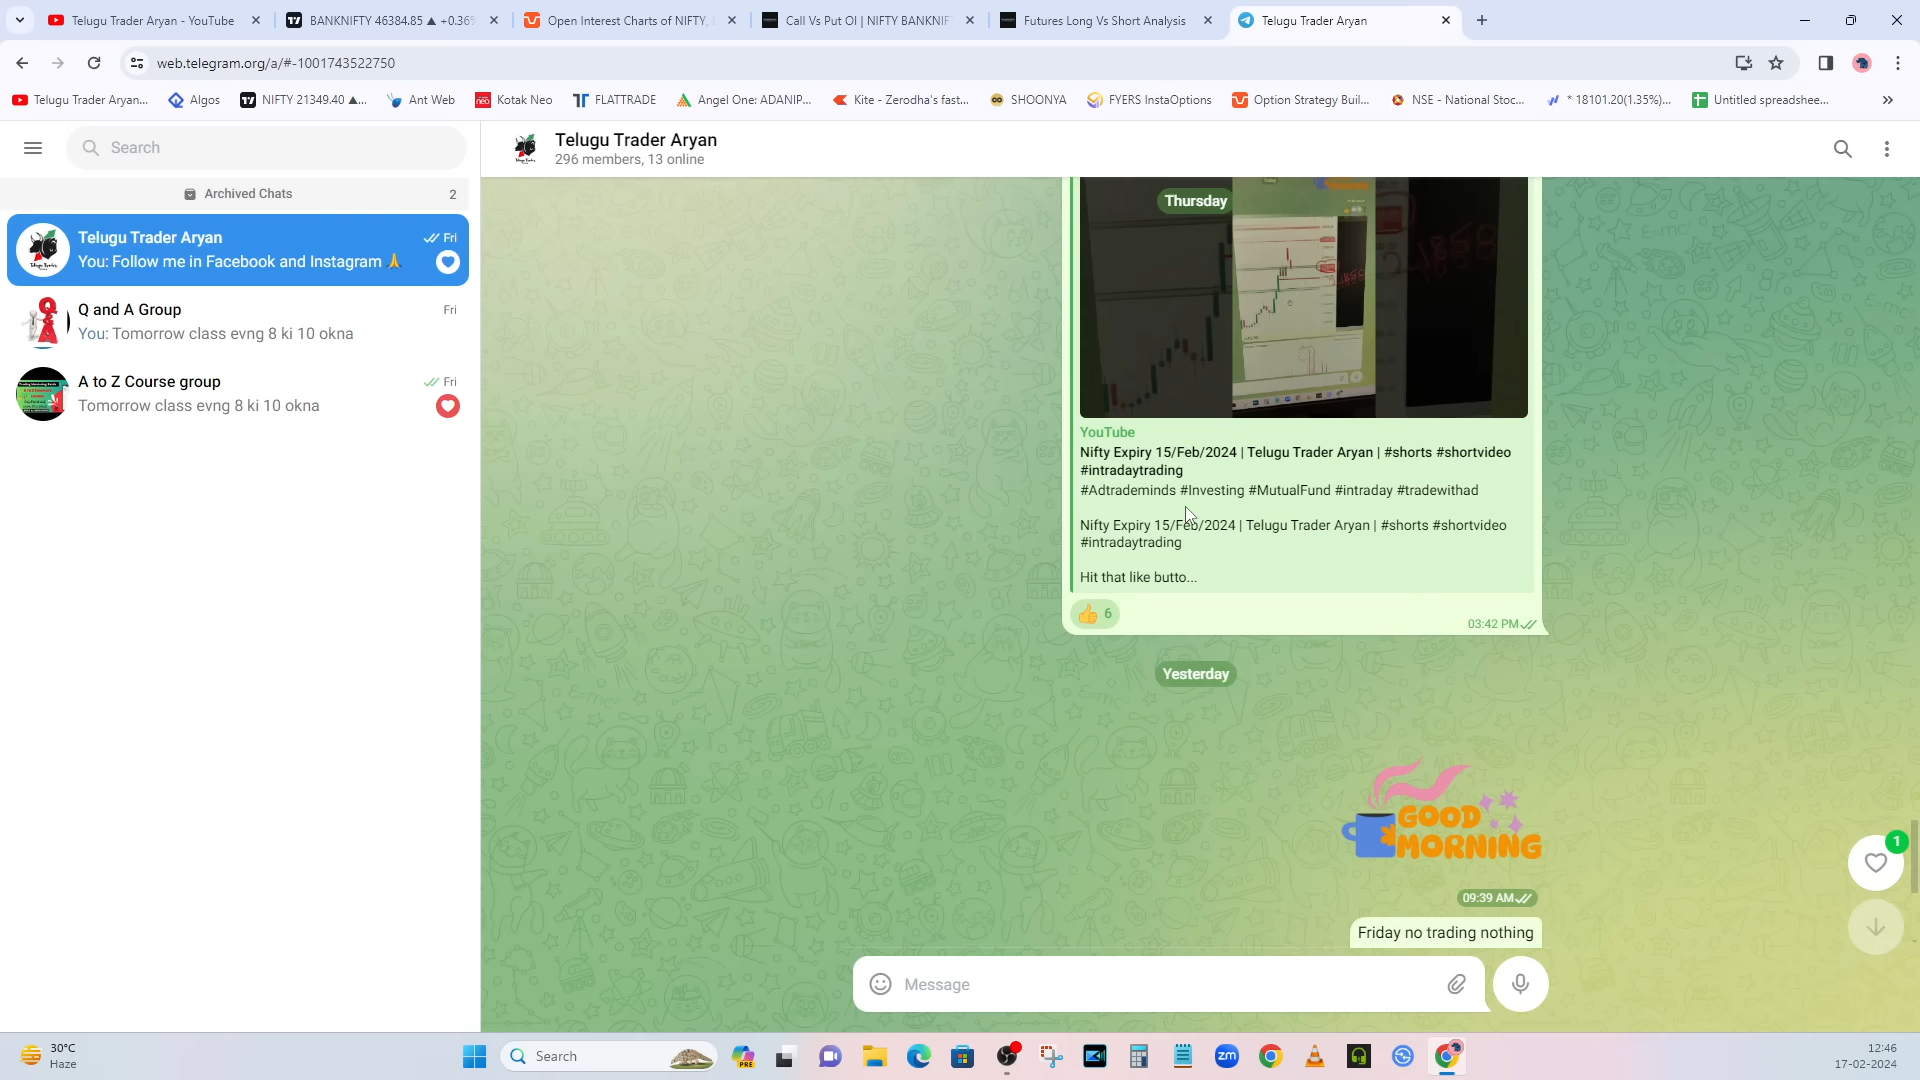 Telugu Trader Aryan - YouTube
BANKNIFTY 46384.85 ▲ +0.36%
Open Interest Charts of NIFTY,
Call Vs Put OI | NIFTY BANKNIF
Futures Long Vs Short Analysis
Telugu Trader Aryan
web.telegram.org/a/#-1001743522750
Telugu Trader Aryan...
Algos
NIFTY 21349.40 ▲...
Ant Web
Kotak Neo
FLATTRADE
Angel One: ADANIP...
Kite - Zerodha's fast...
SHOONYA
FYERS InstaOptions
Option Strategy Buil...
NSE - National Stoc...
* 18101.20(1.35%)...
Untitled spreadshee...
Search
Telugu Trader Aryan
296 members, 13 online
Archived Chats
2
Telugu Trader Aryan
Fri
You: Follow me in Facebook and Instagram 🙏
Q and A Group
Fri
You: Tomorrow class evng 8 ki 10 okna
A to Z Course group
Fri
Tomorrow class evng 8 ki 10 okna
Thursday
YouTube
Nifty Expiry 15/Feb/2024 | Telugu Trader Aryan | #shorts #shortvideo
#intradaytrading
#Adtrademinds #Investing #MutualFund #intraday #tradewithad
Nifty Expiry 15/Feb/2024 | Telugu Trader Aryan | #shorts #shortvideo
#intradaytrading
Hit that like butto...
👍 6
03:42 PM
Yesterday
GOOD
MORNING
1
09:39 AM
Friday no trading nothing
Message
30°C
Haze
Search
PRE
zm
12:46
17-02-2024